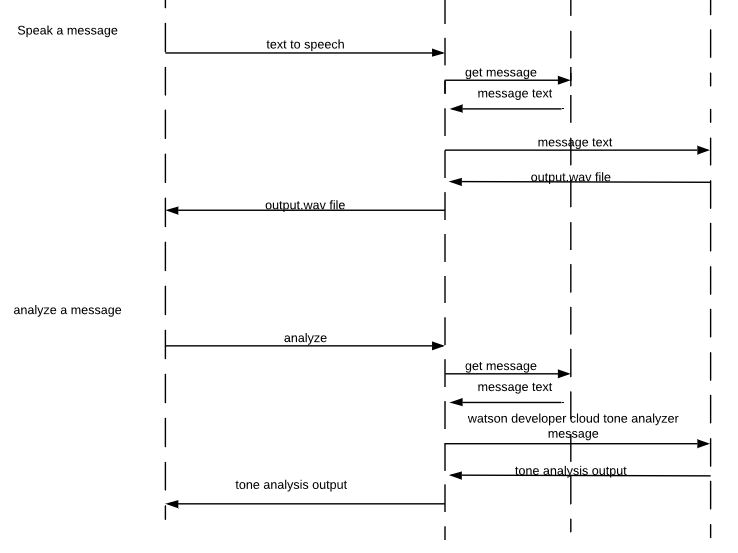 Speak a message
text to speech
get message
message text
message text
output.wav file
output.wav file
analyze a message
analyze
get message
message text
watson developer cloud tone analyzer
message
tone analysis output
tone analysis output